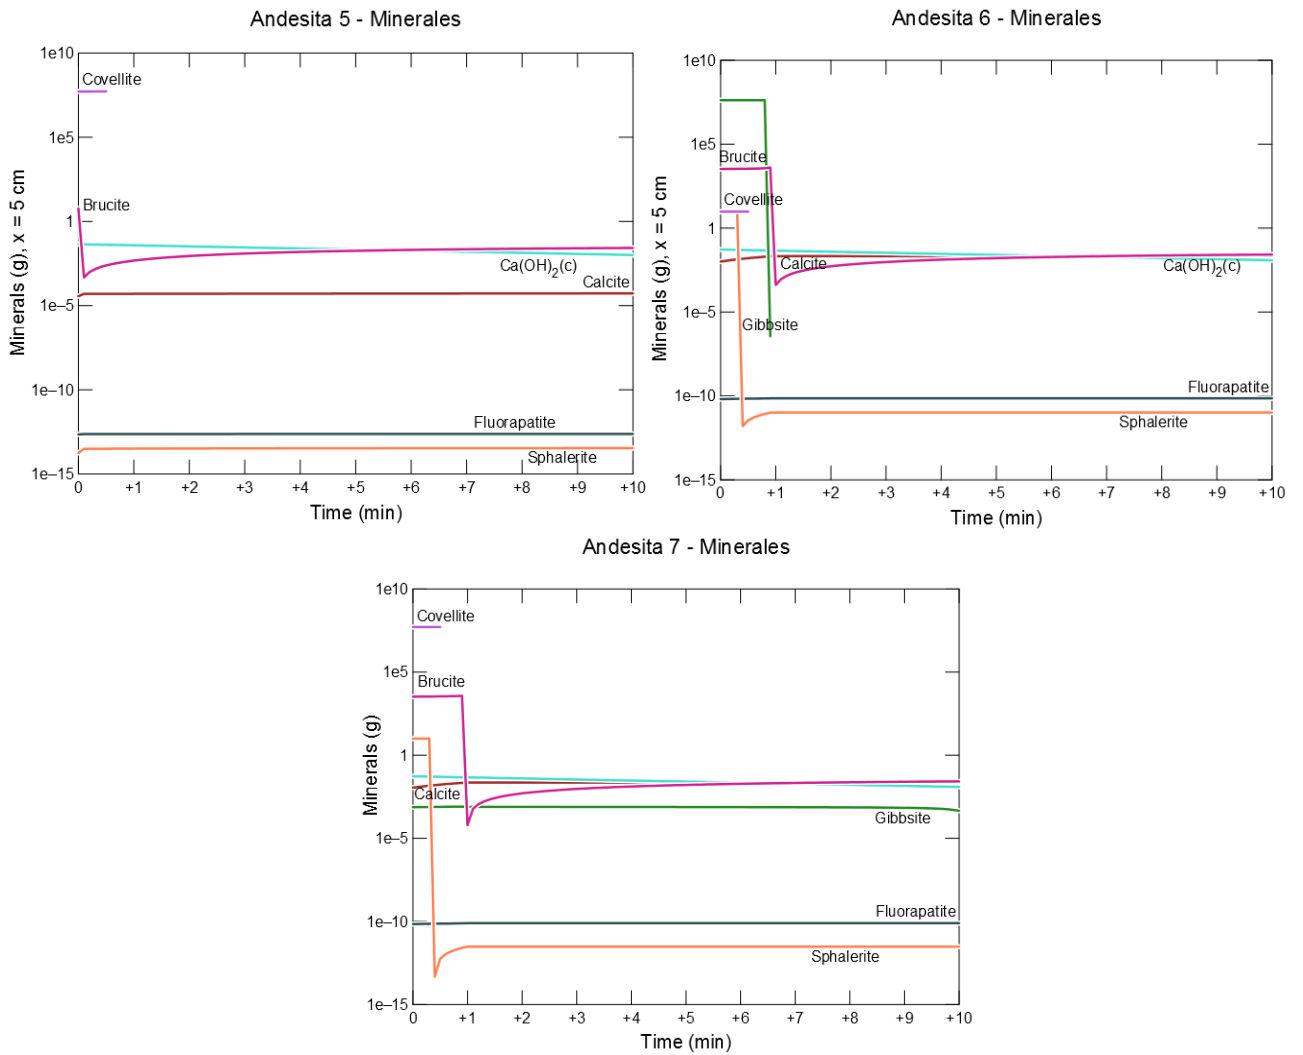 Andesita 5 - Minerales
1e10
1e5
1
1e–5
1e–10
1e–15
Minerals (g), x = 5 cm
Covellite
Brucite
Ca(OH)2(c)
Calcite
Fluorapatite
Sphalerite
0 +1 +2 +3 +4 +5 +6 +7 +8 +9 +10
Time (min)
Andesita 6 - Minerales
1e10
1e5
1
1e–5
1e–10
1e–15
Minerals (g), x = 5 cm
Brucite
Covellite
Calcite
Ca(OH)2(c)
Gibbsite
Fluorapatite
Sphalerite
0 +1 +2 +3 +4 +5 +6 +7 +8 +9 +10
Time (min)
Andesita 7 - Minerales
1e10
1e5
1
1e–5
1e–10
1e–15
Minerals (g)
Covellite
Brucite
Calcite
Gibbsite
Fluorapatite
Sphalerite
0 +1 +2 +3 +4 +5 +6 +7 +8 +9 +10
Time (min)